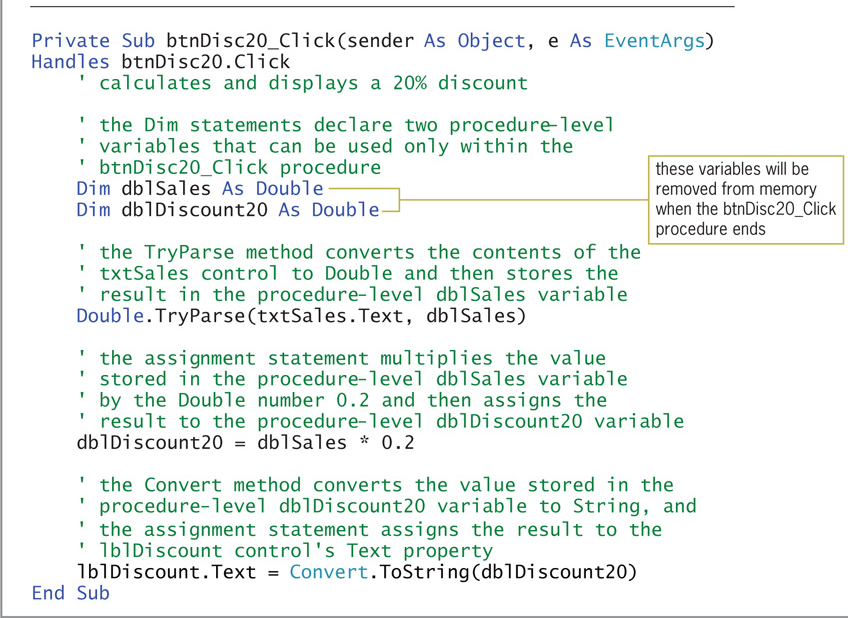 Private Sub btnDisc20_Click(sender As Object, e As EventArgs)
Handles btnDisc20.Click
' calculates and displays a 20% discount
' the Dim statements declare two procedure-level
' variables that can be used only within the
' btnDisc20_Click procedure
Dim dblSales As Double
Dim dblDiscount20 As Double
these variables will be
removed from memory
when the btnDisc20_Click
procedure ends
' the TryParse method converts the contents of the
' txtSales control to Double and then stores the
' result in the procedure-level dblSales variable
Double.TryParse(txtSales.Text, dblSales)
' the assignment statement multiplies the value
' stored in the procedure-level dblSales variable
' by the Double number 0.2 and then assigns the
' result to the procedure-level dblDiscount20 variable
dblDiscount20 = dblSales * 0.2
' the Convert method converts the value stored in the
' procedure-level dblDiscount20 variable to String, and
' the assignment statement assigns the result to the
' lblDiscount control's Text property
lblDiscount.Text = Convert.ToString(dblDiscount20)
End Sub